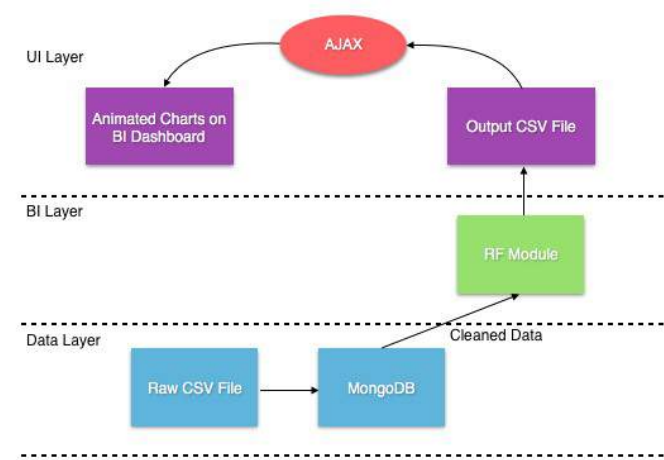 AJAX
UI Layer
Animated Charts on
BI Dashboard
Output CSV File
BI Layer
RF Module
Data Layer
Cleaned Data
Raw CSV File
MongoDB